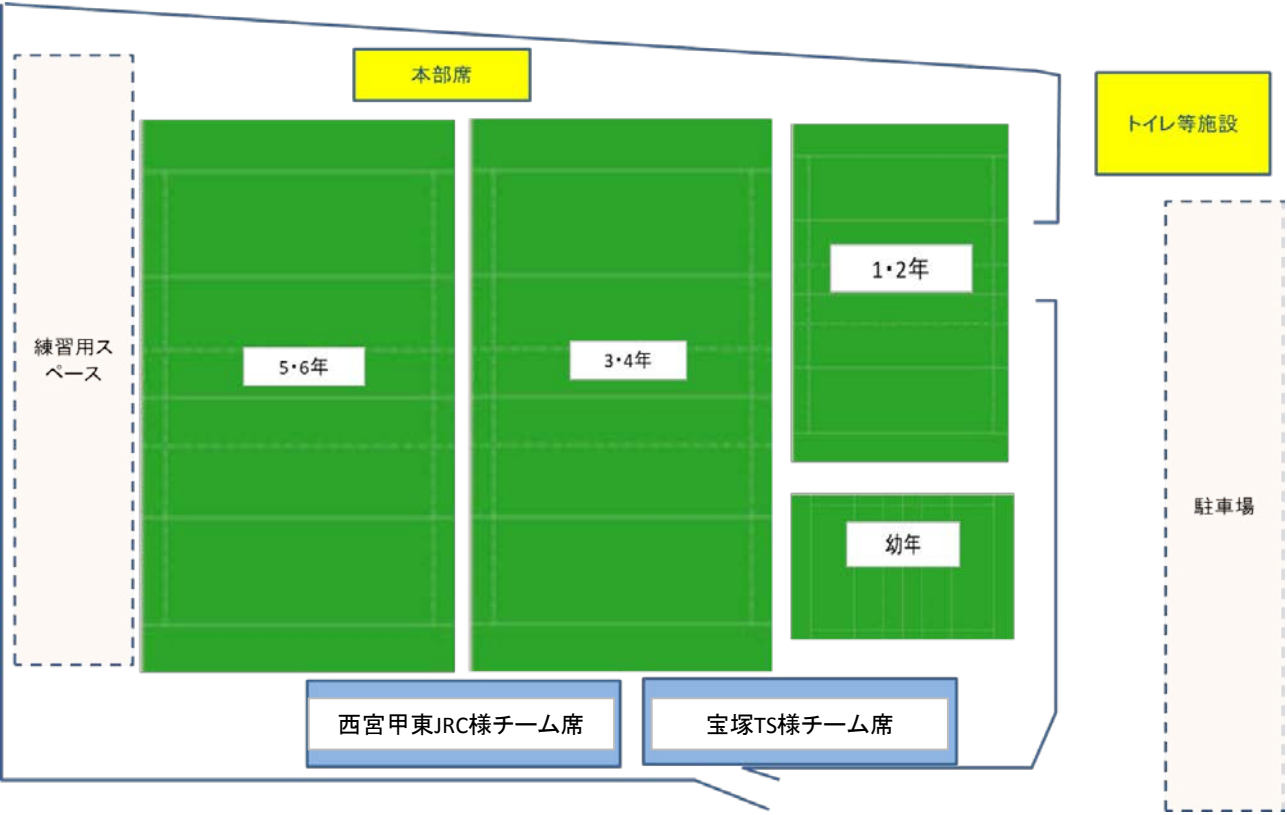 本部席
トイレ等施設
1・2年
練習用ス
ペース
5・6年
3・4年
駐車場
幼年
西宮甲東JRC様チーム席
宝塚TS様チーム席